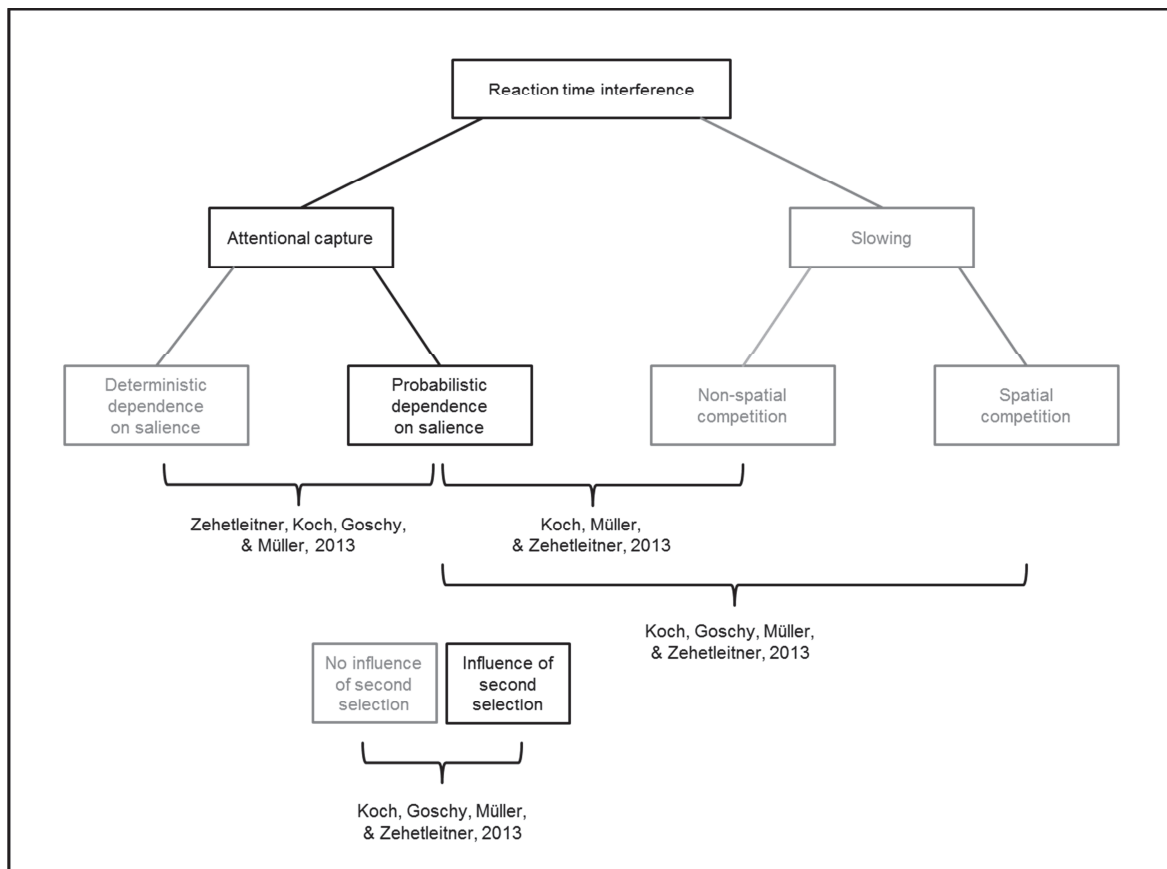 Reaction time interference
Attentional capture
Slowing
Deterministic
dependence
on salience
Probabilistic
dependence
on salience
Non-spatial
competition
Spatial
competition
Zehetleitner, Koch, Goschy,
& Müller, 2013
Koch, Müller,
& Zehetleitner, 2013
Koch, Goschy, Müller,
& Zehetleitner, 2013
No influence
of second
selection
Influence of
second
selection
Koch, Goschy, Müller,
& Zehetleitner, 2013